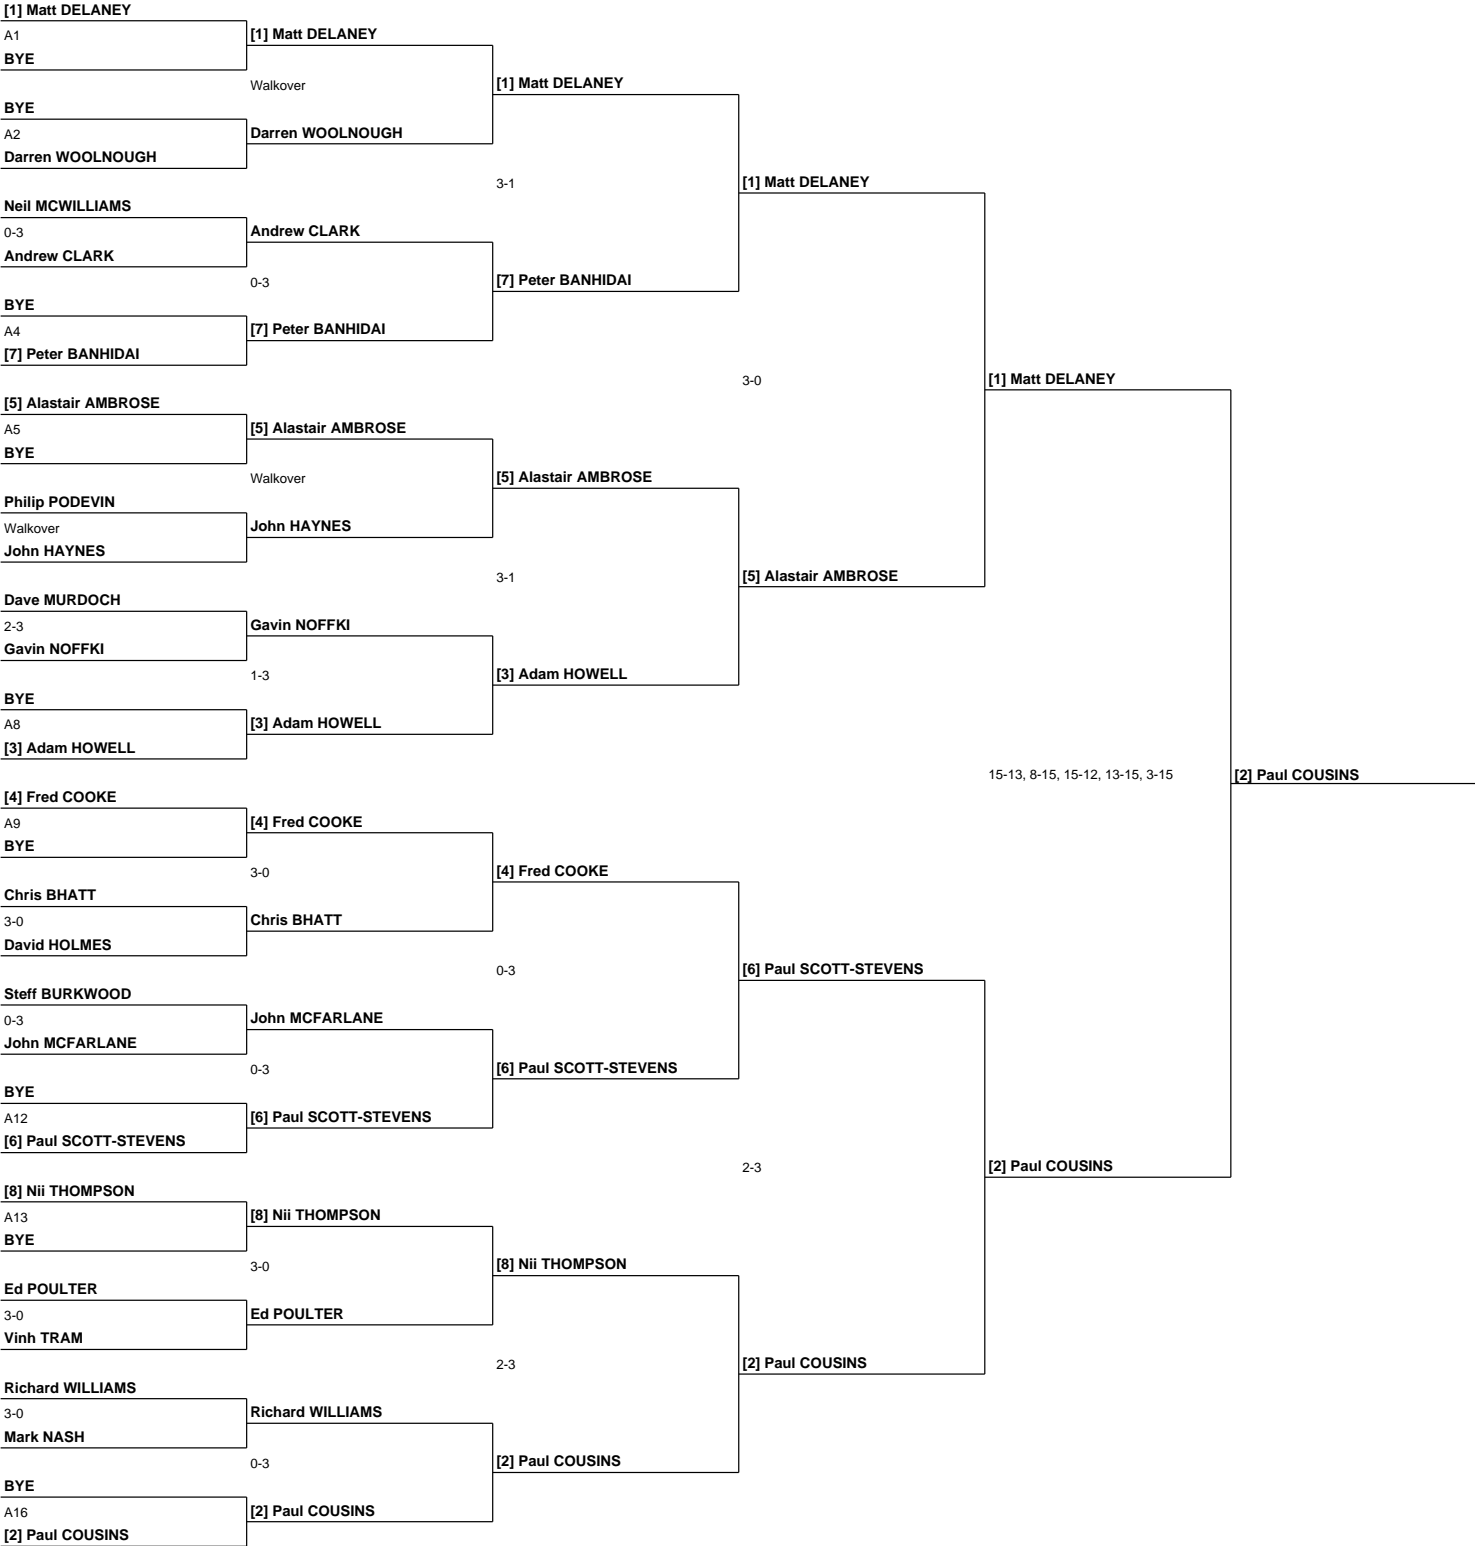 [1] Matt DELANEY
A1
BYE
BYE
A2
Darren WOOLNOUGH
Neil MCWILLIAMS
0-3
Andrew CLARK
BYE
A4
[7] Peter BANHIDAI
[5] Alastair AMBROSE
A5
BYE
Philip PODEVIN
Walkover
John HAYNES
Dave MURDOCH
2-3
Gavin NOFFKI
BYE
A8
[3] Adam HOWELL
[4] Fred COOKE
A9
BYE
Chris BHATT
3-0
David HOLMES
Steff BURKWOOD
0-3
John MCFARLANE
BYE
A12
[6] Paul SCOTT-STEVENS
[8] Nii THOMPSON
A13
BYE
Ed POULTER
3-0
Vinh TRAM
Richard WILLIAMS
3-0
Mark NASH
BYE
A16
[2] Paul COUSINS
[1] Matt DELANEY
Walkover
Darren WOOLNOUGH
Andrew CLARK
0-3
[7] Peter BANHIDAI
[5] Alastair AMBROSE
Walkover
John HAYNES
Gavin NOFFKI
1-3
[3] Adam HOWELL
[4] Fred COOKE
3-0
Chris BHATT
John MCFARLANE
0-3
[6] Paul SCOTT-STEVENS
[8] Nii THOMPSON
3-0
Ed POULTER
Richard WILLIAMS
0-3
[2] Paul COUSINS
[1] Matt DELANEY
3-1
[7] Peter BANHIDAI
[5] Alastair AMBROSE
3-1
[3] Adam HOWELL
[4] Fred COOKE
0-3
[6] Paul SCOTT-STEVENS
[8] Nii THOMPSON
2-3
[2] Paul COUSINS
[1] Matt DELANEY
3-0
[5] Alastair AMBROSE
[6] Paul SCOTT-STEVENS
2-3
[2] Paul COUSINS
[1] Matt DELANEY
15-13, 8-15, 15-12, 13-15, 3-15
[2] Paul COUSINS
[2] Paul COUSINS